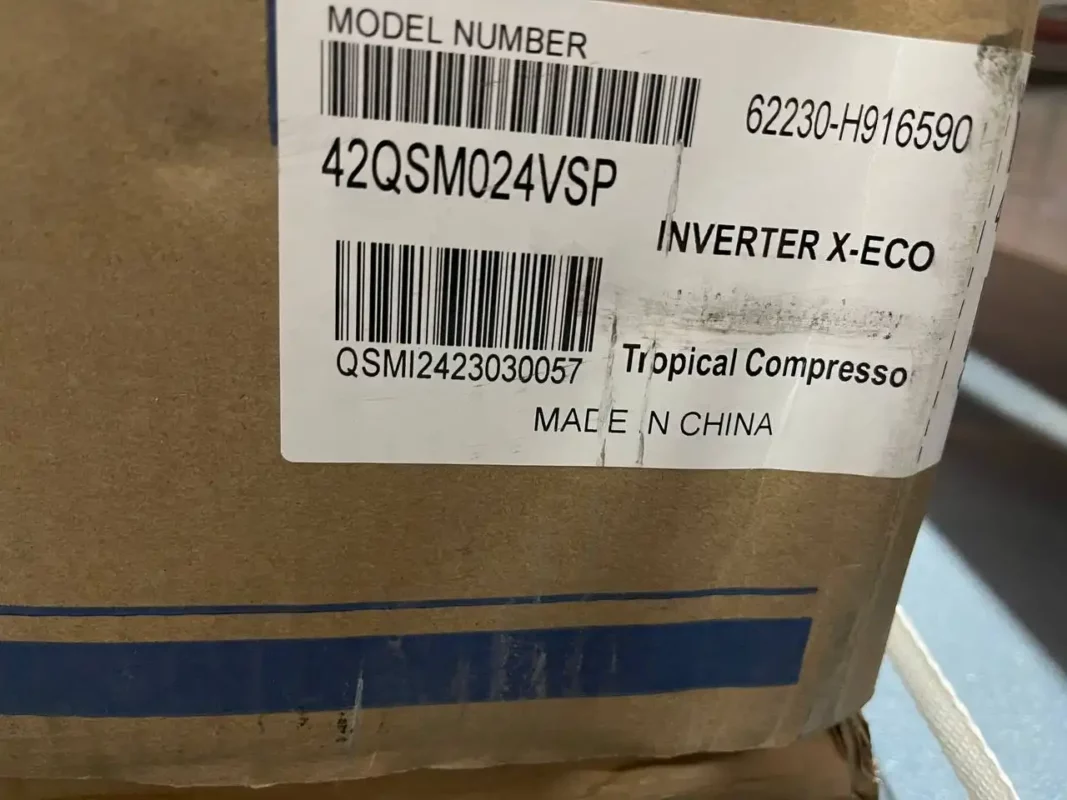 MODEL NUMBER
62230-H916590
42QSM024VSP
INVERTER X-ECO
QSMI2423030057
Tropical Compresso
MADE IN CHINA